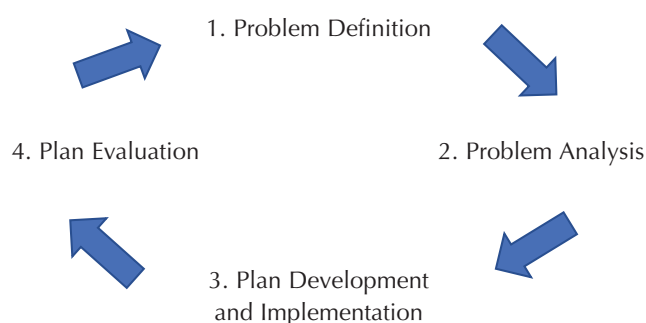 1. Problem Definition
2. Problem Analysis
3. Plan Development
and Implementation
4. Plan Evaluation